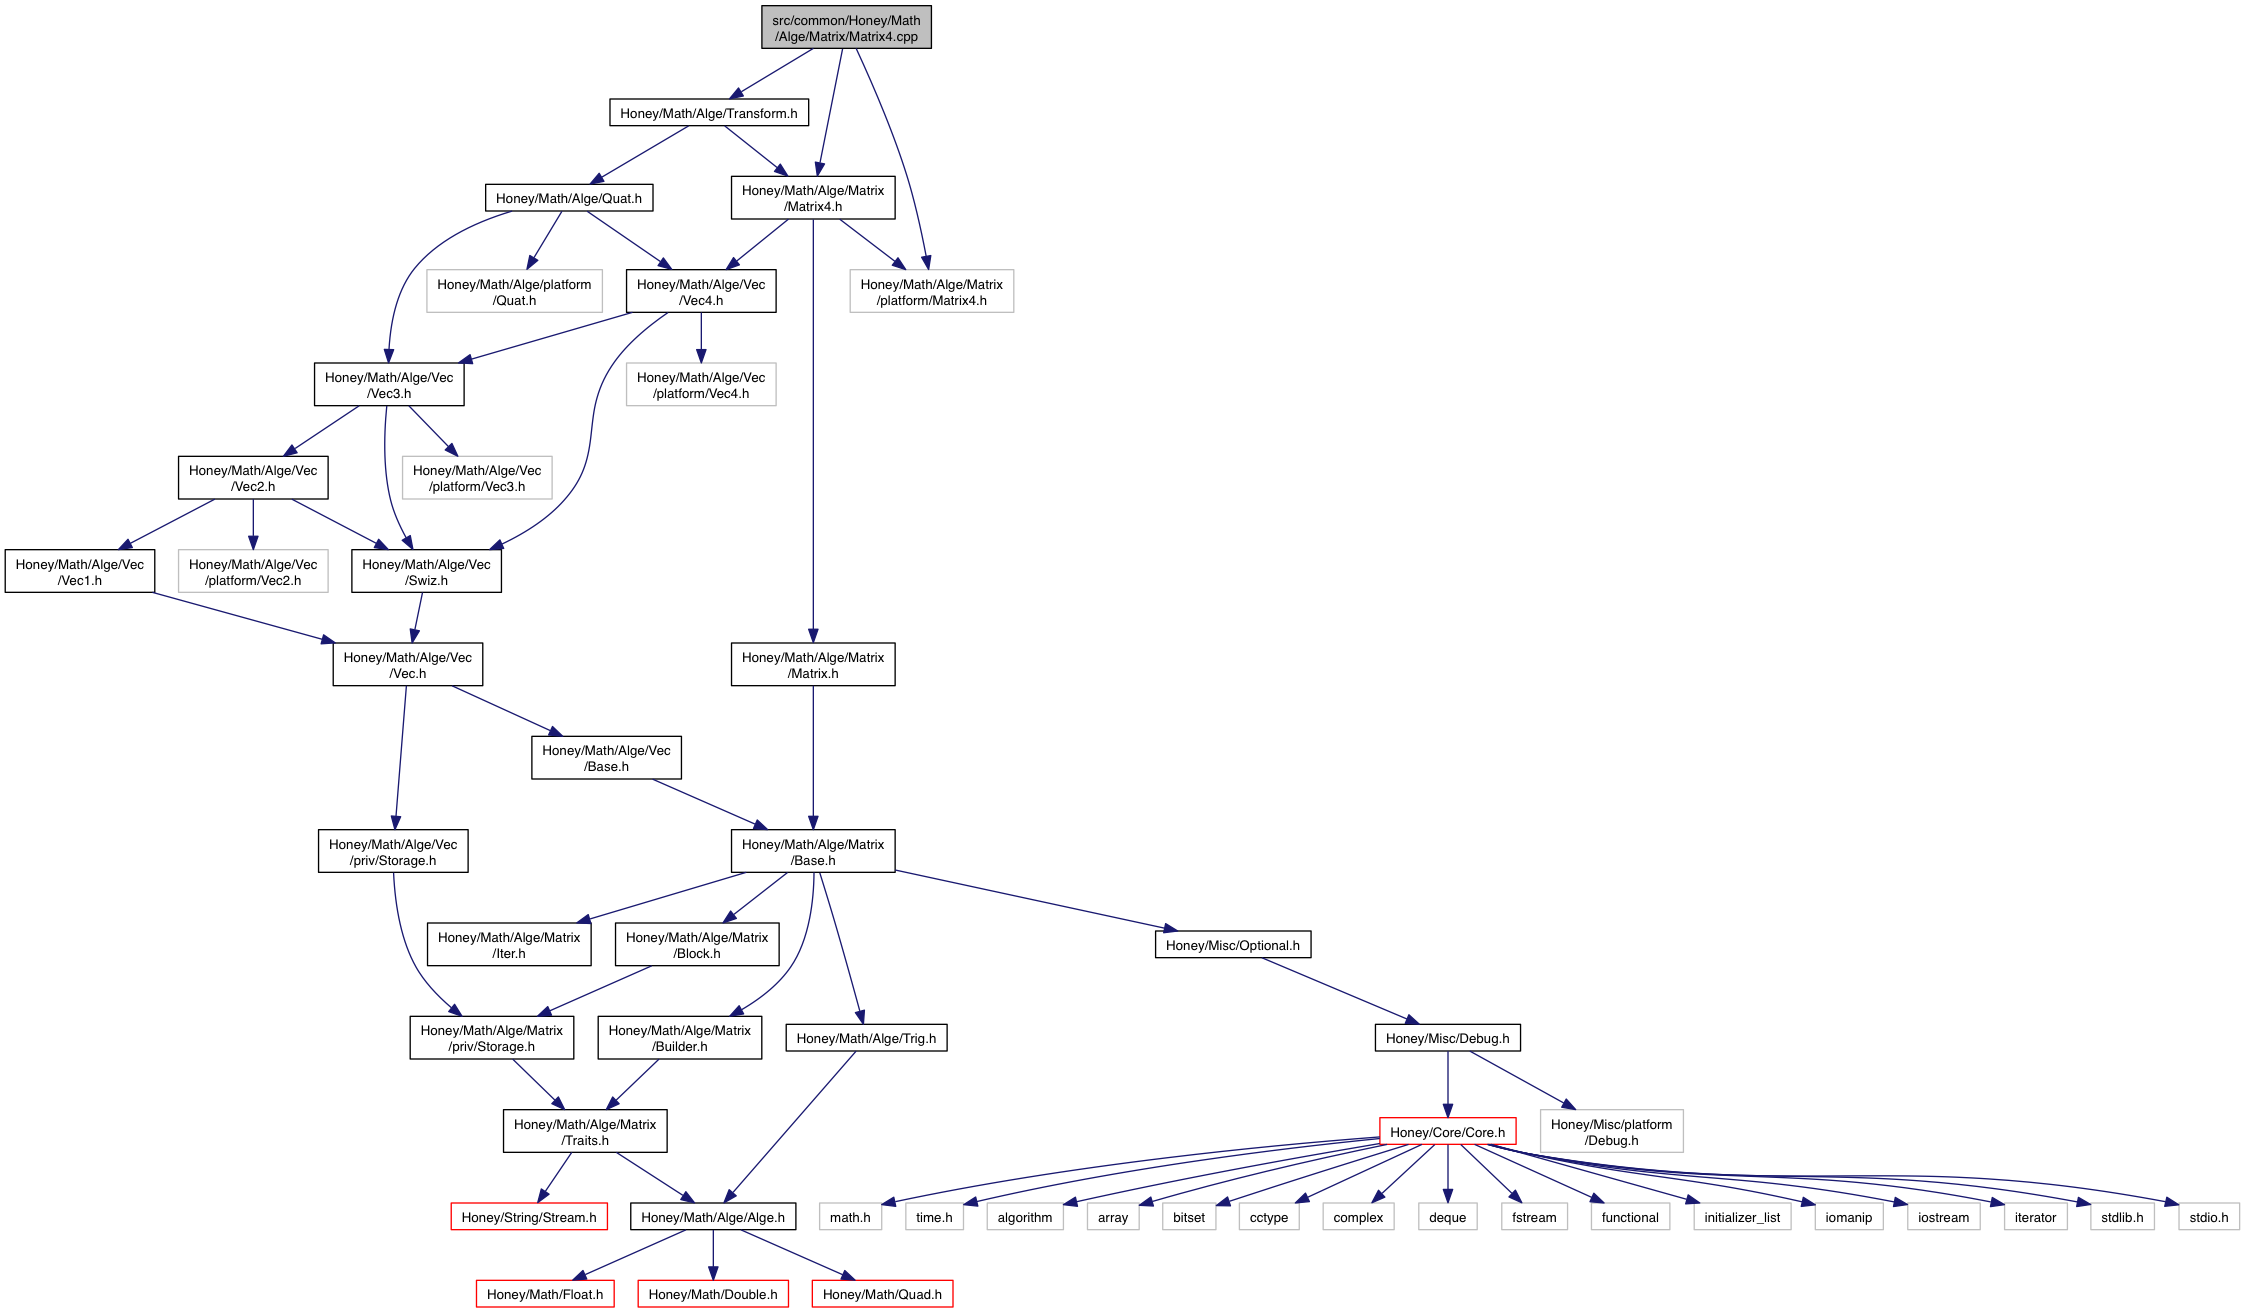 src/common/Honey/Math
/Alge/Matrix/Matrix4.cpp
Honey/Math/Alge/Transform.h
Honey/Math/Alge/Quat.h
Honey/Math/Alge/Matrix
/Matrix4.h
Honey/Math/Alge/platform
/Quat.h
Honey/Math/Alge/Vec
/Vec4.h
Honey/Math/Alge/Matrix
/platform/Matrix4.h
Honey/Math/Alge/Vec
/Vec3.h
Honey/Math/Alge/Vec
/platform/Vec4.h
Honey/Math/Alge/Vec
/Vec2.h
Honey/Math/Alge/Vec
/platform/Vec3.h
Honey/Math/Alge/Vec
/Vec1.h
Honey/Math/Alge/Vec
/platform/Vec2.h
Honey/Math/Alge/Vec
/Swiz.h
Honey/Math/Alge/Vec
/Vec.h
Honey/Math/Alge/Matrix
/Matrix.h
Honey/Math/Alge/Vec
/Base.h
Honey/Math/Alge/Vec
/priv/Storage.h
Honey/Math/Alge/Matrix
/Base.h
Honey/Math/Alge/Matrix
/Iter.h
Honey/Math/Alge/Matrix
/Block.h
Honey/Misc/Optional.h
Honey/Math/Alge/Matrix
/priv/Storage.h
Honey/Math/Alge/Matrix
/Builder.h
Honey/Math/Alge/Trig.h
Honey/Misc/Debug.h
Honey/Math/Alge/Matrix
/Traits.h
Honey/Core/Core.h
Honey/Misc/platform
/Debug.h
Honey/String/Stream.h
Honey/Math/Alge/Alge.h
math.h
time.h
algorithm
array
bitset
cctype
complex
deque
fstream
functional
initializer_list
iomanip
iostream
iterator
stdlib.h
stdio.h
Honey/Math/Float.h
Honey/Math/Double.h
Honey/Math/Quad.h